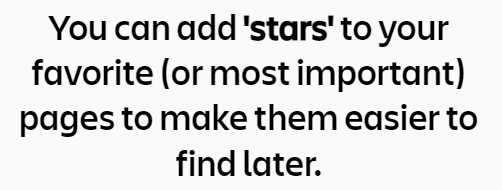 You can add 'stars' to your
favorite (or most important)
pages to make them easier to
find later.